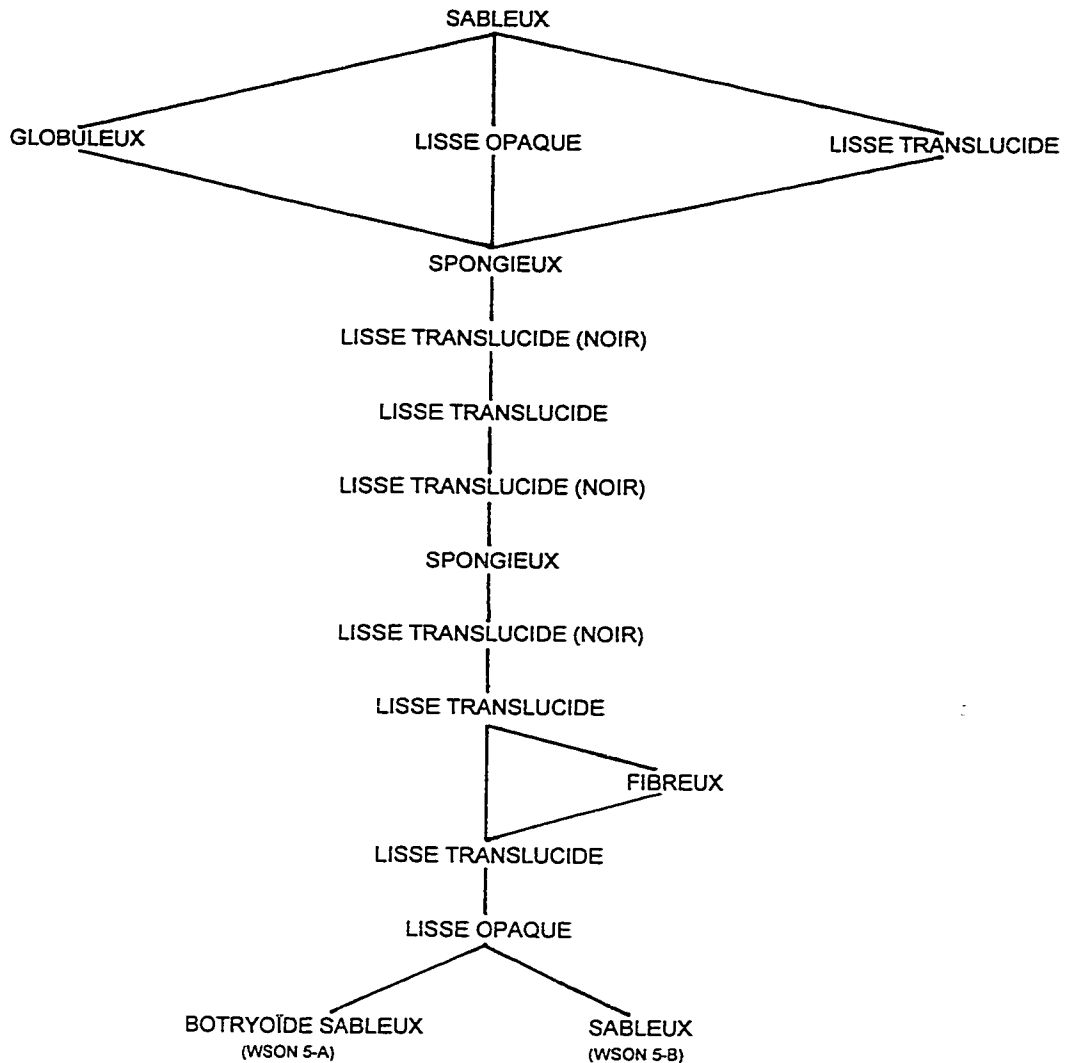 SABLEUX
GLOBULEUX
LISSE OPAQUE
LISSE TRANSLUCIDE
SPONGIEUX
LISSE TRANSLUCIDE (NOIR)
LISSE TRANSLUCIDE
LISSE TRANSLUCIDE (NOIR)
SPONGIEUX
LISSE TRANSLUCIDE (NOIR)
LISSE TRANSLUCIDE
FIBREUX
LISSE TRANSLUCIDE
LISSE OPAQUE
BOTRYOÏDE SABLEUX
(WSON 5-A)
SABLEUX
(WSON 5-B)